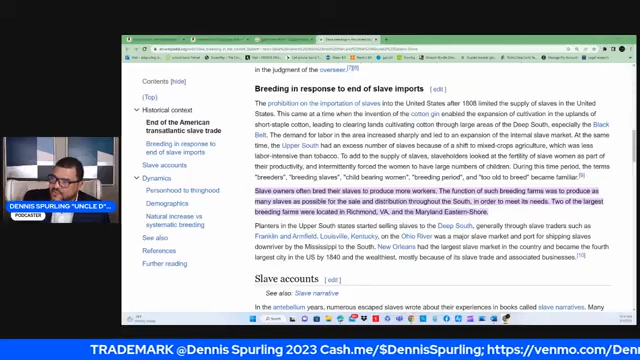 in the judgment of the overseer.[7][8]
Contents [hide]
(Top)
Historical context
End of the American
transatlantic slave trade
Breeding in response to
end of slave imports
Slave accounts
Dynamics
Personhood to thinghood
Demographics
Natural increase vs
systematic breeding
See also
References
Further reading
Breeding in response to end of slave imports [ edit ]
The prohibition on the importation of slaves into the United States after 1808 limited the supply of slaves in the United
States. This came at a time when the invention of the cotton gin enabled the expansion of cultivation in the uplands of
short-staple cotton, leading to clearing lands cultivating cotton through large areas of the Deep South, especially the Black
Belt. The demand for labor in the area increased sharply and led to an expansion of the internal slave market. At the same
time, the Upper South had an excess number of slaves because of a shift to mixed-crops agriculture, which was less
labor-intensive than tobacco. To add to the supply of slaves, slaveholders looked at the fertility of slave women as part of
their productivity, and intermittently forced the women to have large numbers of children. During this time period, the terms
"breeders", "breeding slaves", "child bearing women", "breeding period", and "too old to breed" became familiar.[9]
Slave owners often bred their slaves to produce more workers. The function of such breeding farms was to produce as
many slaves as possible for the sale and distribution throughout the South, in order to meet its needs. Two of the largest
breeding farms were located in Richmond, VA, and the Maryland Eastern-Shore.
Planters in the Upper South states started selling slaves to the Deep South, generally through slave traders such as
Franklin and Armfield. Louisville, Kentucky, on the Ohio River was a major slave market and port for shipping slaves
downriver by the Mississippi to the South. New Orleans had the largest slave market in the country and became the fourth
largest city in the US by 1840 and the wealthiest, mostly because of its slave trade and associated businesses.[10]
Slave accounts [ edit ]
See also: Slave narrative
In the antebellum years, numerous escaped slaves wrote about their experiences in books called slave narratives. Many
DENNIS SPURLING "UNCLE D"
PODCASTER
Search
TRADEMARK @Dennis Spurling 2023 Cash.me/$DennisSpurling; https://venmo.com/Dennis